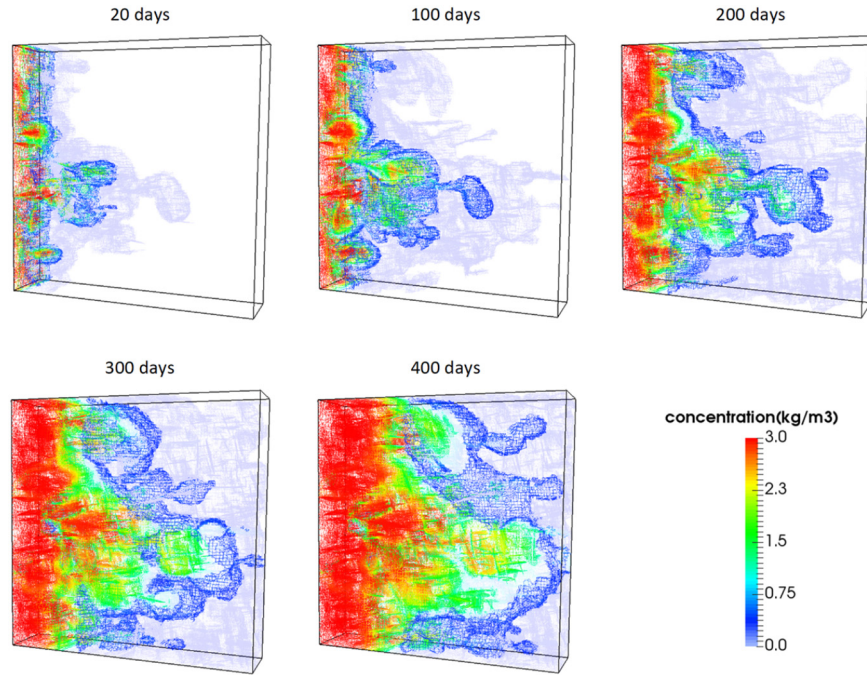 20 days
100 days
200 days
300 days
400 days
concentration(kg/m3)
3.0
2.3
1.5
0.75
0.0